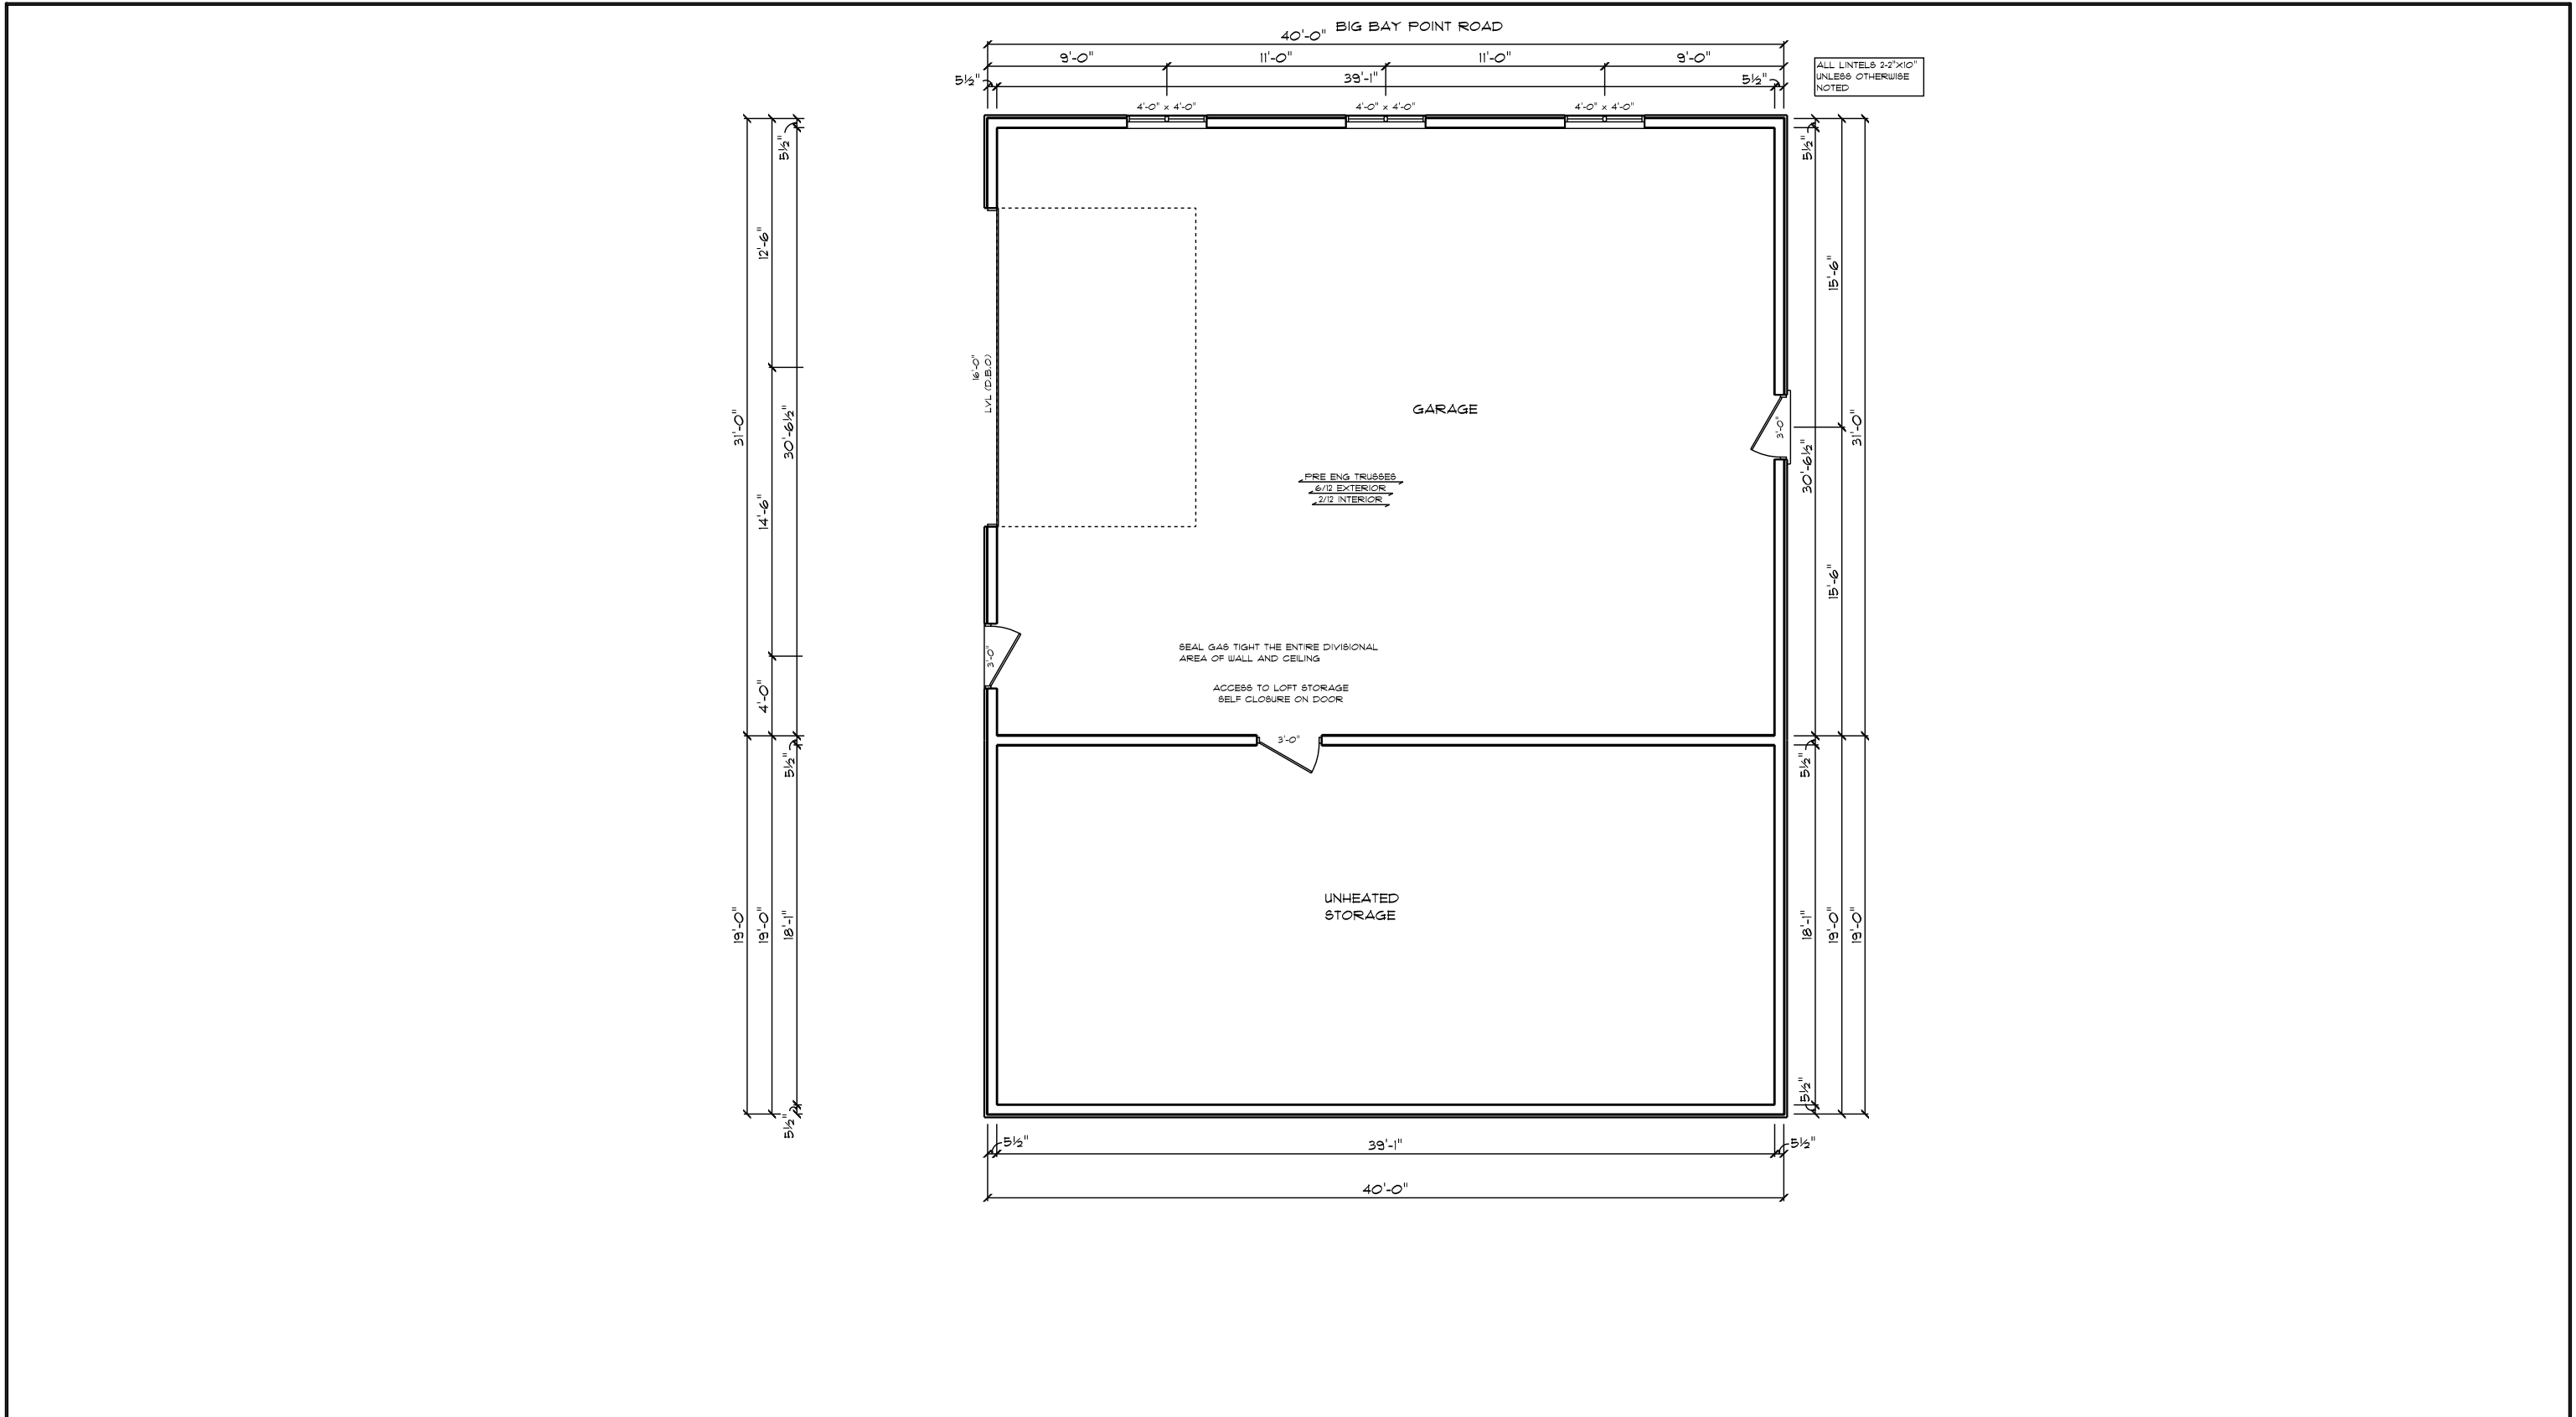 BIG BAY POINT ROAD
40'-0"
9'-0"
11'-0"
11'-0"
9'-0"
5½"
39'-1"
5½"
ALL LINTELS 2-2"X10"
UNLESS OTHERWISE
NOTED
4'-0" x 4'-0"
4'-0" x 4'-0"
4'-0" x 4'-0"
5½"
12'-6"
31'-0"
30'-6½"
14'-6"
4'-0"
5½"
19'-0"
19'-0"
18'-1"
5½"
16'-0"
LVL (D.B.O)
GARAGE
PRE ENG TRUSSES
6/12 EXTERIOR
2/12 INTERIOR
3'-0"
3'-0"
SEAL GAS TIGHT THE ENTIRE DIVISIONAL
AREA OF WALL AND CEILING
ACCESS TO LOFT STORAGE
SELF CLOSURE ON DOOR
3'-0"
UNHEATED
STORAGE
5½"
15'-6"
31'-0"
30'-6½"
15'-6"
5½"
18'-1"
19'-0"
19'-0"
5½"
5½"
39'-1"
5½"
40'-0"